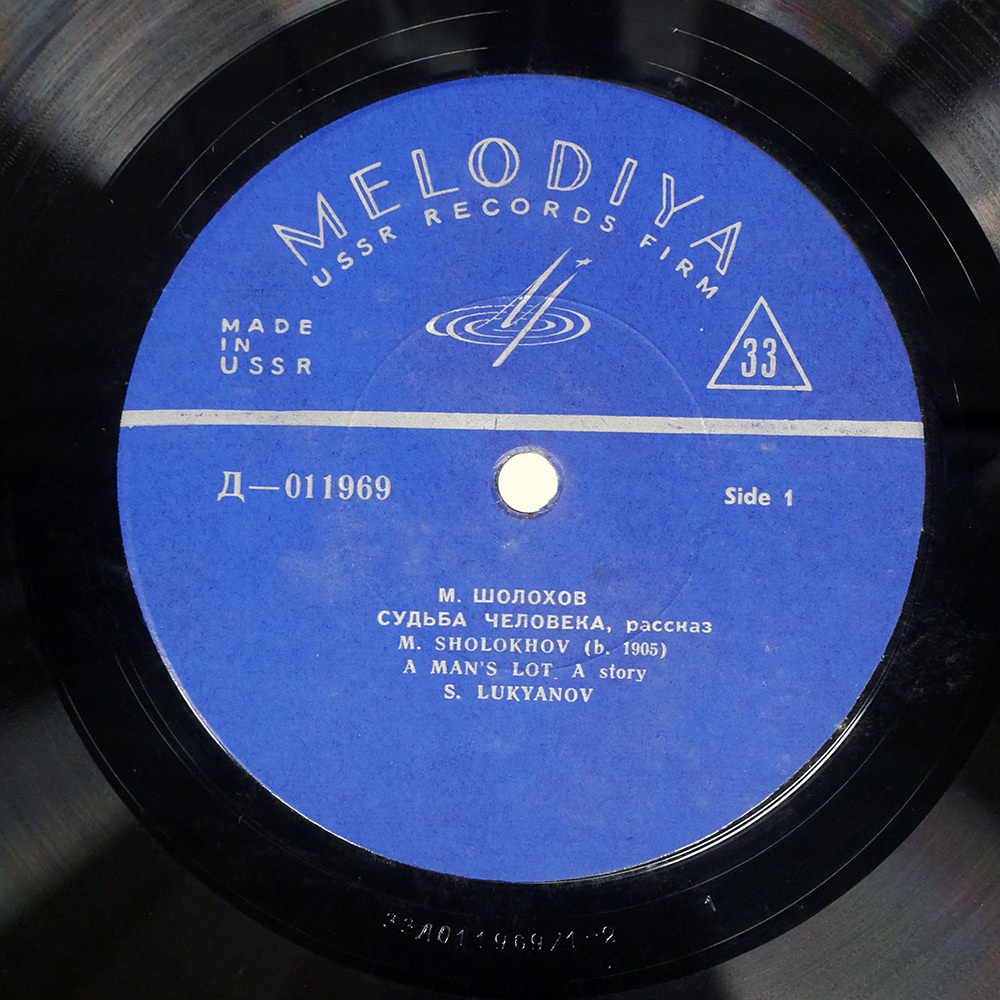 MELODIYA
USSR RECORDS FIRM
MADE
IN
USSR
33
Д—011969
Side 1
М. ШОЛОХОВ
СУДЬБА ЧЕЛОВЕКА, рассказ
M. SHOLOKHOV (b. 1905)
A MAN'S LOT. A story
S. LUKYANOV
1
33Д011969/1-2